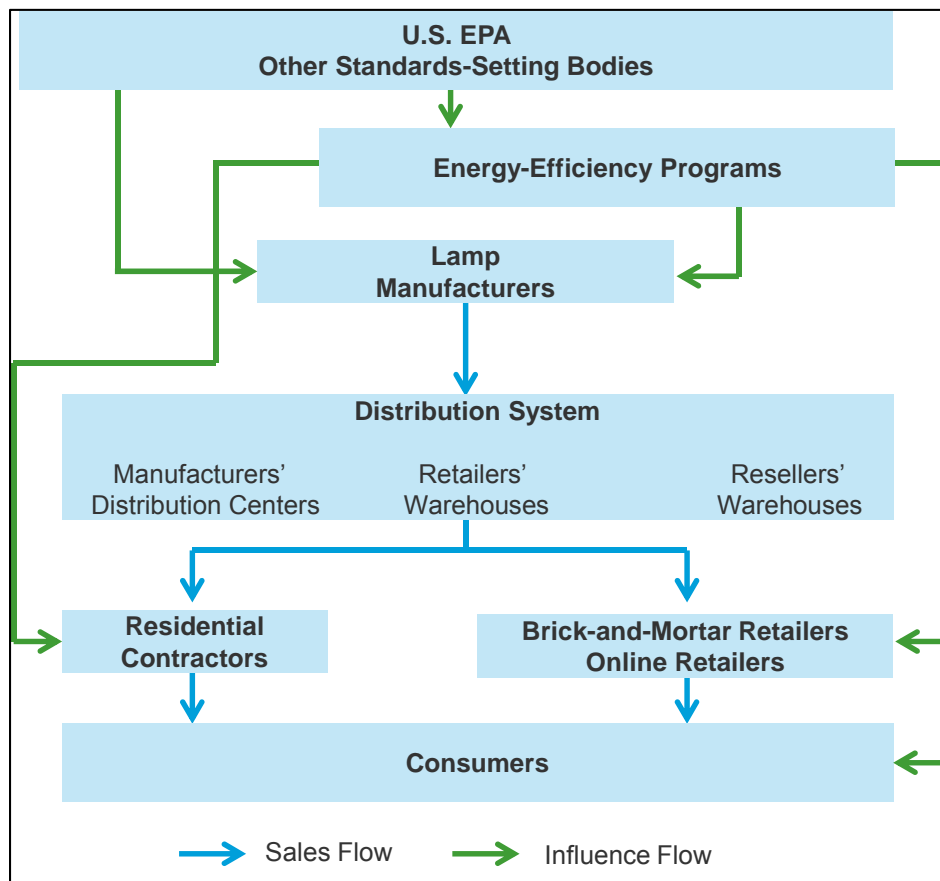 U.S. EPA
Other Standards-Setting Bodies
Energy-Efficiency Programs
Lamp
Manufacturers
Distribution System
Manufacturers’
Distribution Centers
Retailers’
Warehouses
Resellers’
Warehouses
Residential
Contractors
Brick-and-Mortar Retailers
Online Retailers
Consumers
Sales Flow
Influence Flow